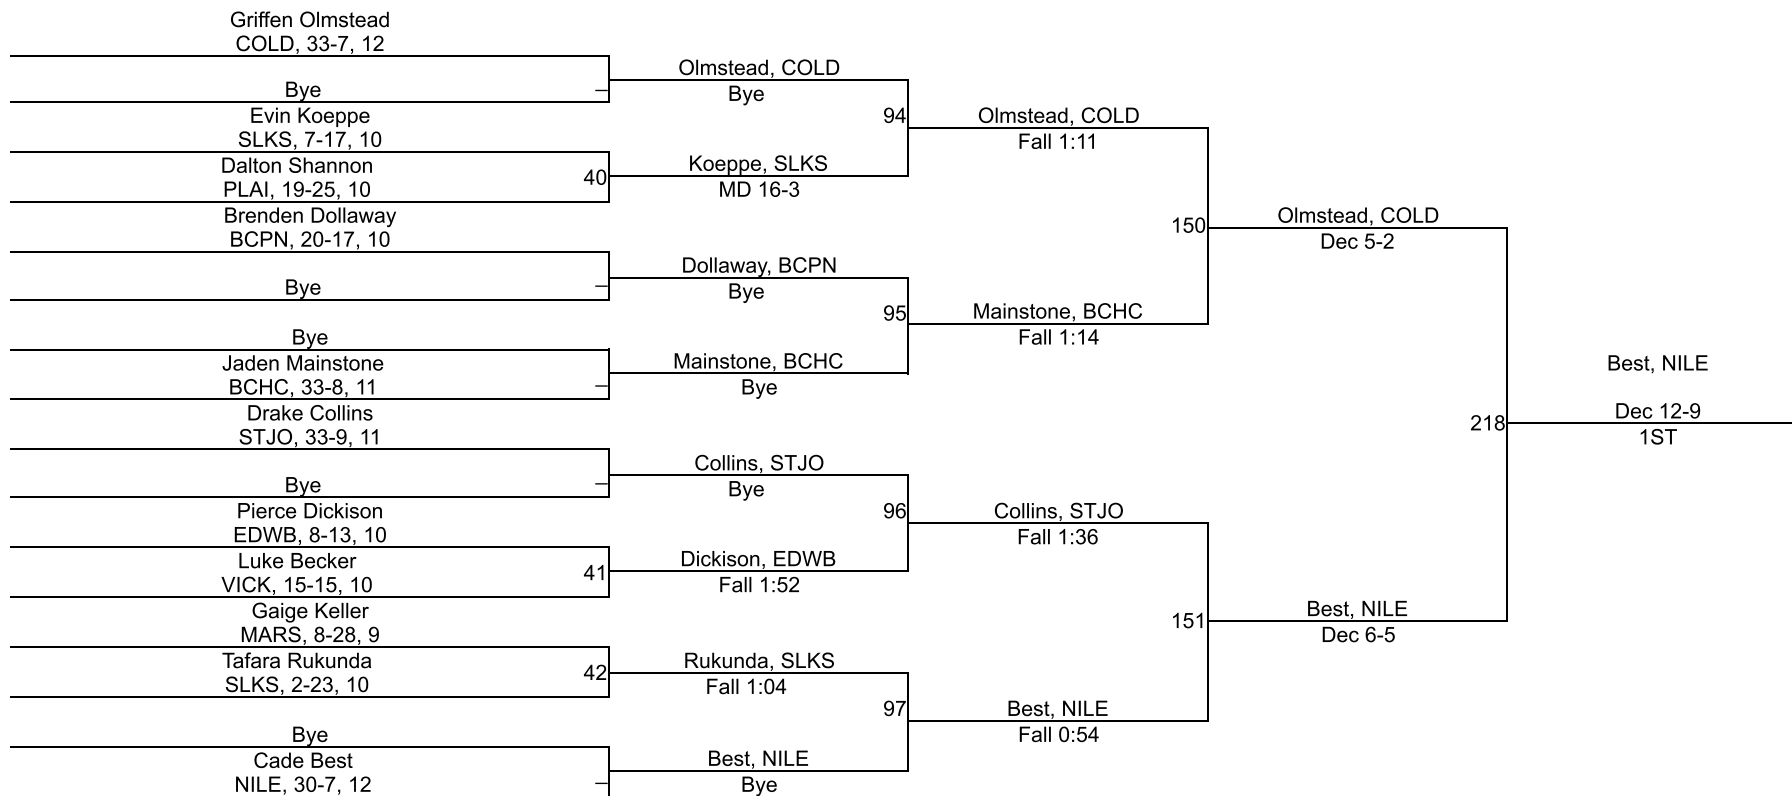 Griffen Olmstead
COLD, 33-7, 12
Bye
–
Evin Koeppe
SLKS, 7-17, 10
Dalton Shannon
PLAI, 19-25, 10
40
Brenden Dollaway
BCPN, 20-17, 10
Bye
–
Bye
Jaden Mainstone
BCHC, 33-8, 11
–
Drake Collins
STJO, 33-9, 11
Bye
–
Pierce Dickison
EDWB, 8-13, 10
Luke Becker
VICK, 15-15, 10
41
Gaige Keller
MARS, 8-28, 9
Tafara Rukunda
SLKS, 2-23, 10
42
Bye
Cade Best
NILE, 30-7, 12
–
Olmstead, COLD
Bye
94
Koeppe, SLKS
MD 16-3
Dollaway, BCPN
Bye
95
Mainstone, BCHC
Bye
Collins, STJO
Bye
96
Dickison, EDWB
Fall 1:52
Rukunda, SLKS
Fall 1:04
97
Best, NILE
Bye
Olmstead, COLD
Fall 1:11
150
Mainstone, BCHC
Fall 1:14
Collins, STJO
Fall 1:36
151
Best, NILE
Fall 0:54
Olmstead, COLD
Dec 5-2
218
Best, NILE
Dec 6-5
Best, NILE
Dec 12-9
1ST